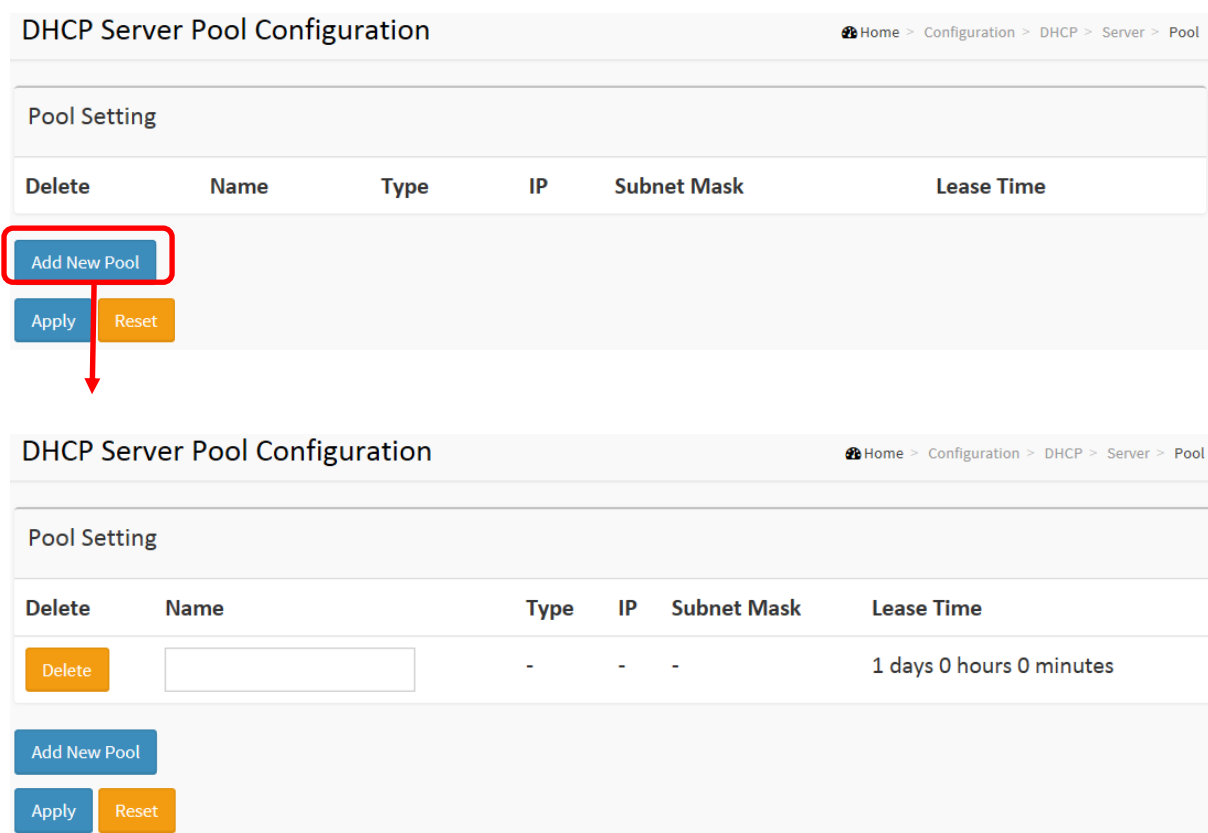 DHCP Server Pool Configuration Home > Configuration > DHCP > Server > Pool
Pool Setting
Delete Name Type IP Subnet Mask Lease Time
Add New Pool
Apply Reset
DHCP Server Pool Configuration Home > Configuration > DHCP > Server > Pool
Pool Setting
Delete Name Type IP Subnet Mask Lease Time
Delete - - - 1 days 0 hours 0 minutes
Add New Pool
Apply Reset